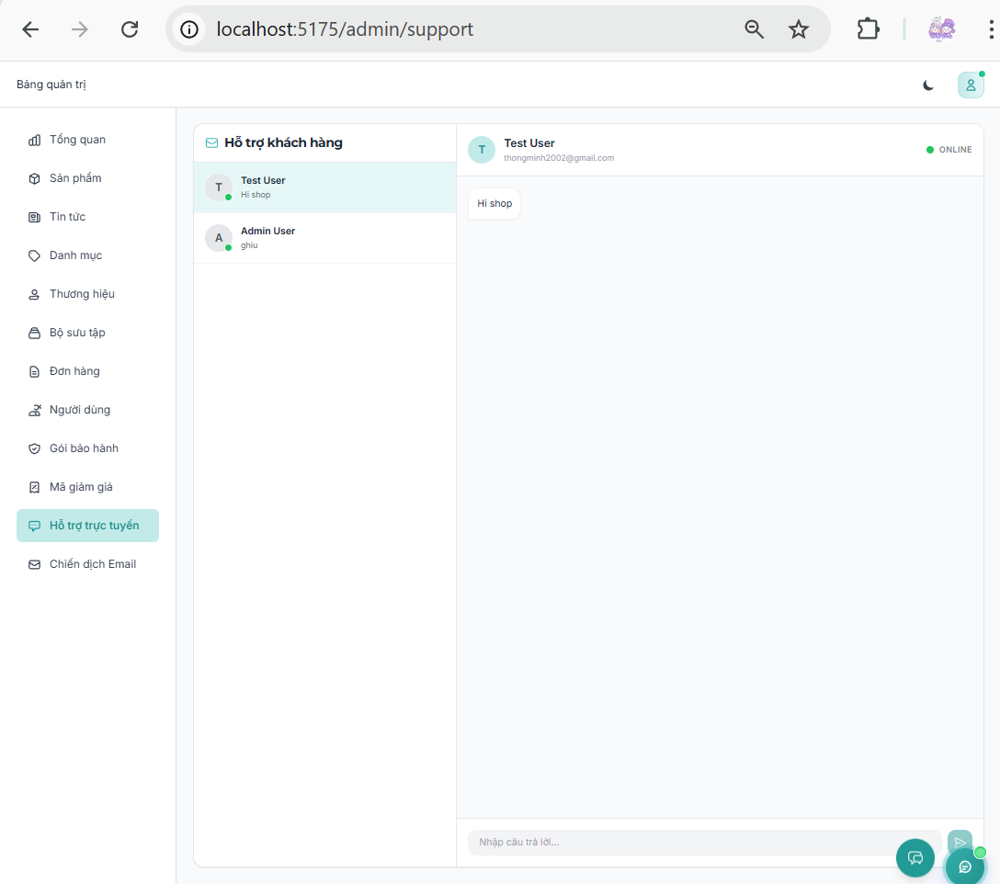 localhost:5175/admin/support
Bảng quản trị
Tổng quan
Sản phẩm
Tin tức
Danh mục
Thương hiệu
Bộ sưu tập
Đơn hàng
Người dùng
Gói bảo hành
Mã giảm giá
Hỗ trợ trực tuyến
Chiến dịch Email
Hỗ trợ khách hàng
T
Test User
Hi shop
A
Admin User
ghiu
T
Test User
thongminh2002@gmail.com
ONLINE
Hi shop
Nhập câu trả lời...